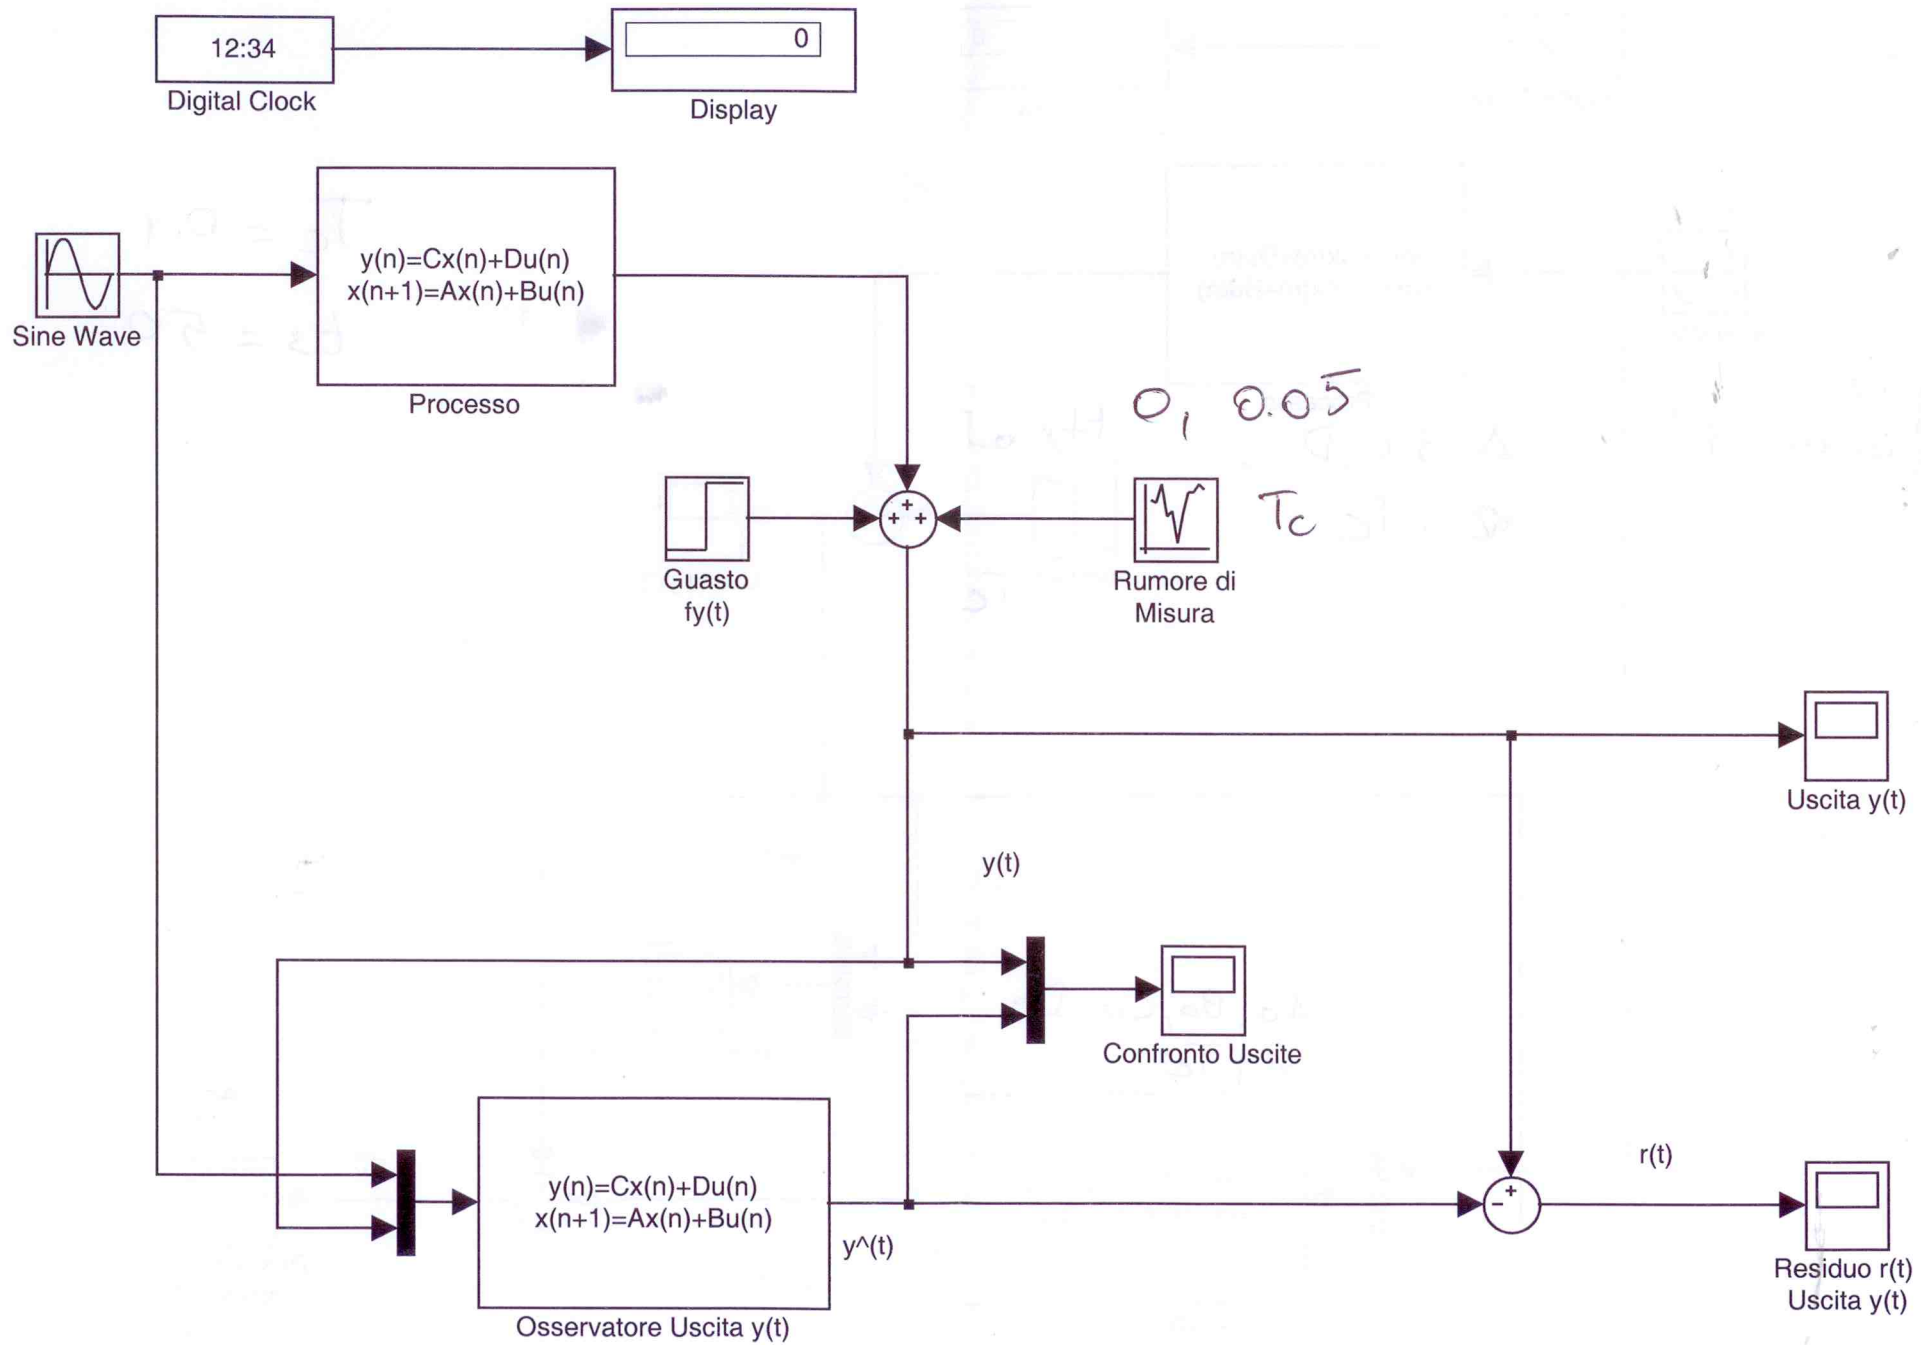 12:34
0
Digital Clock
Display
y(n)=Cx(n)+Du(n)
x(n+1)=Ax(n)+Bu(n)
Sine Wave
Processo
0, 0.05
Tc
Guasto
fy(t)
Rumore di
Misura
Uscita y(t)
y(t)
Confronto Uscite
r(t)
y(n)=Cx(n)+Du(n)
x(n+1)=Ax(n)+Bu(n)
y^(t)
Residuo r(t)
Uscita y(t)
Osservatore Uscita y(t)